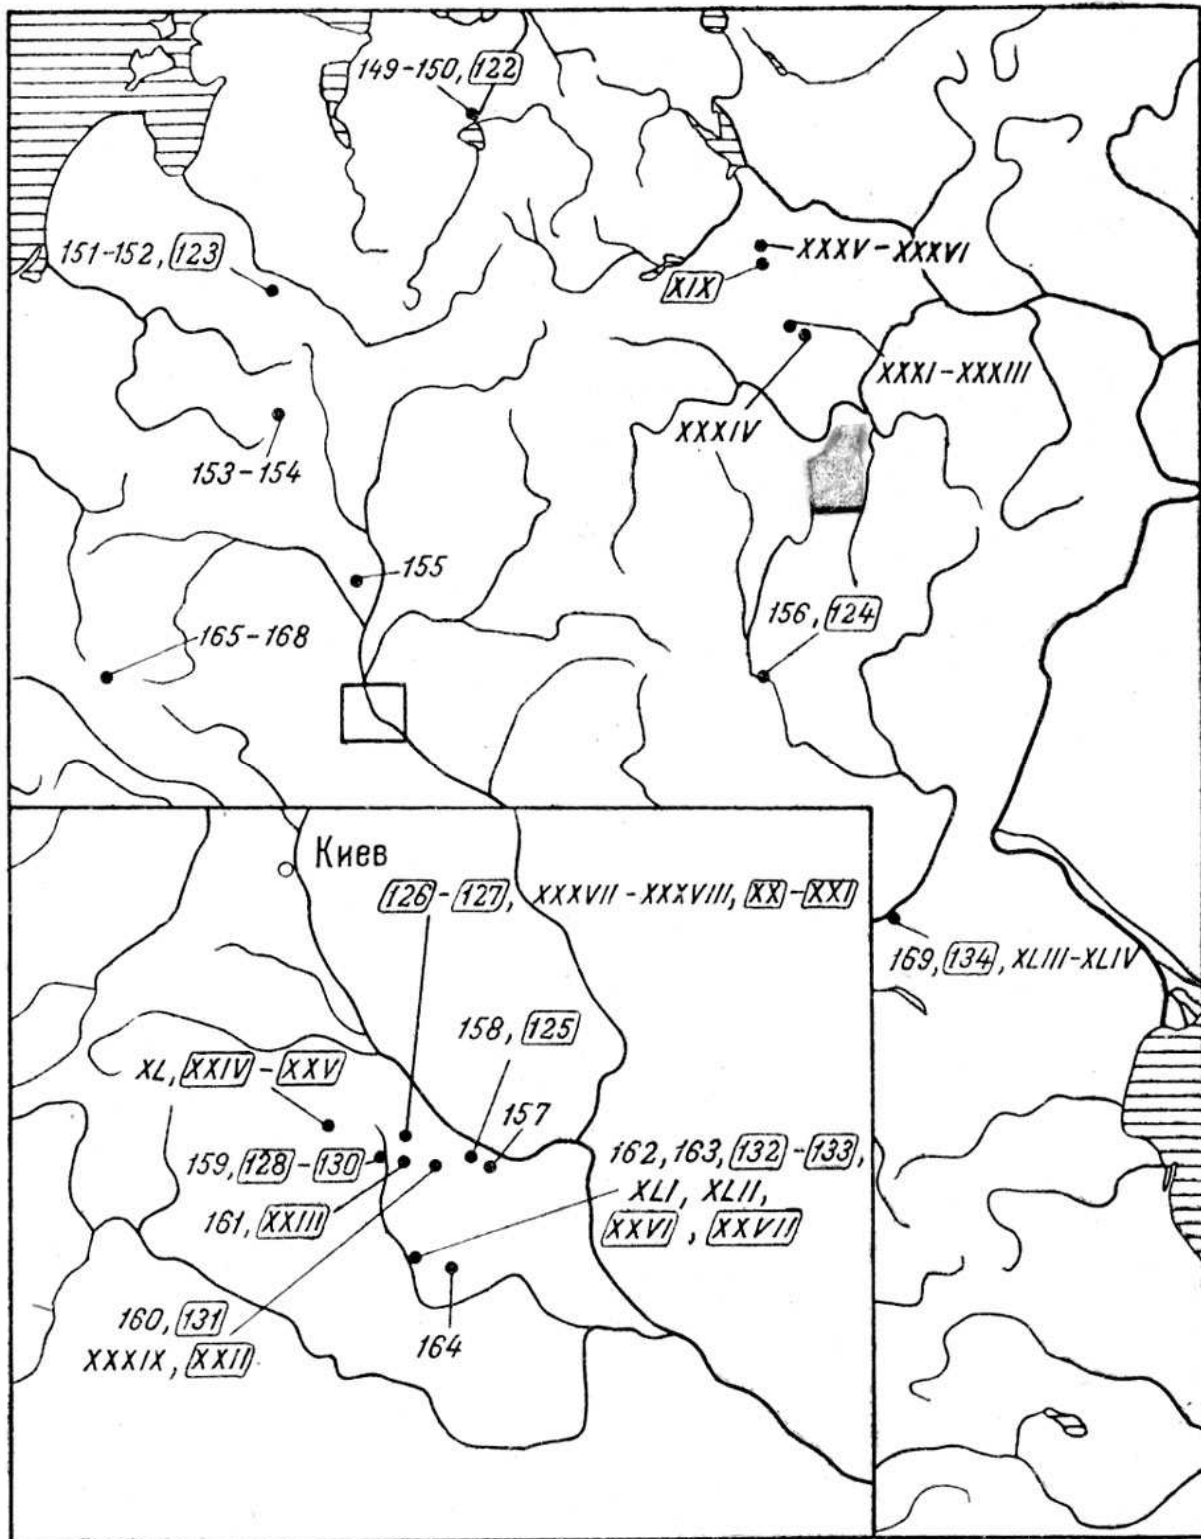 149-150, 122
151-152, 123
XXXV-XXXVI
XIX
XXXI-XXXIII
XXXIV
153-154
155
156, 124
165-168
Киев
126-127, XXXVII-XXXVIII, XX-XXI
169, 134, XLIII-XLIV
158, 125
XL, XXIV-XXV
157
159, 128-130
162, 163, 132-133,
XLI, XLII,
XXVI, XXVII
161, XXIII
160, 131
XXXIX, XXII
164